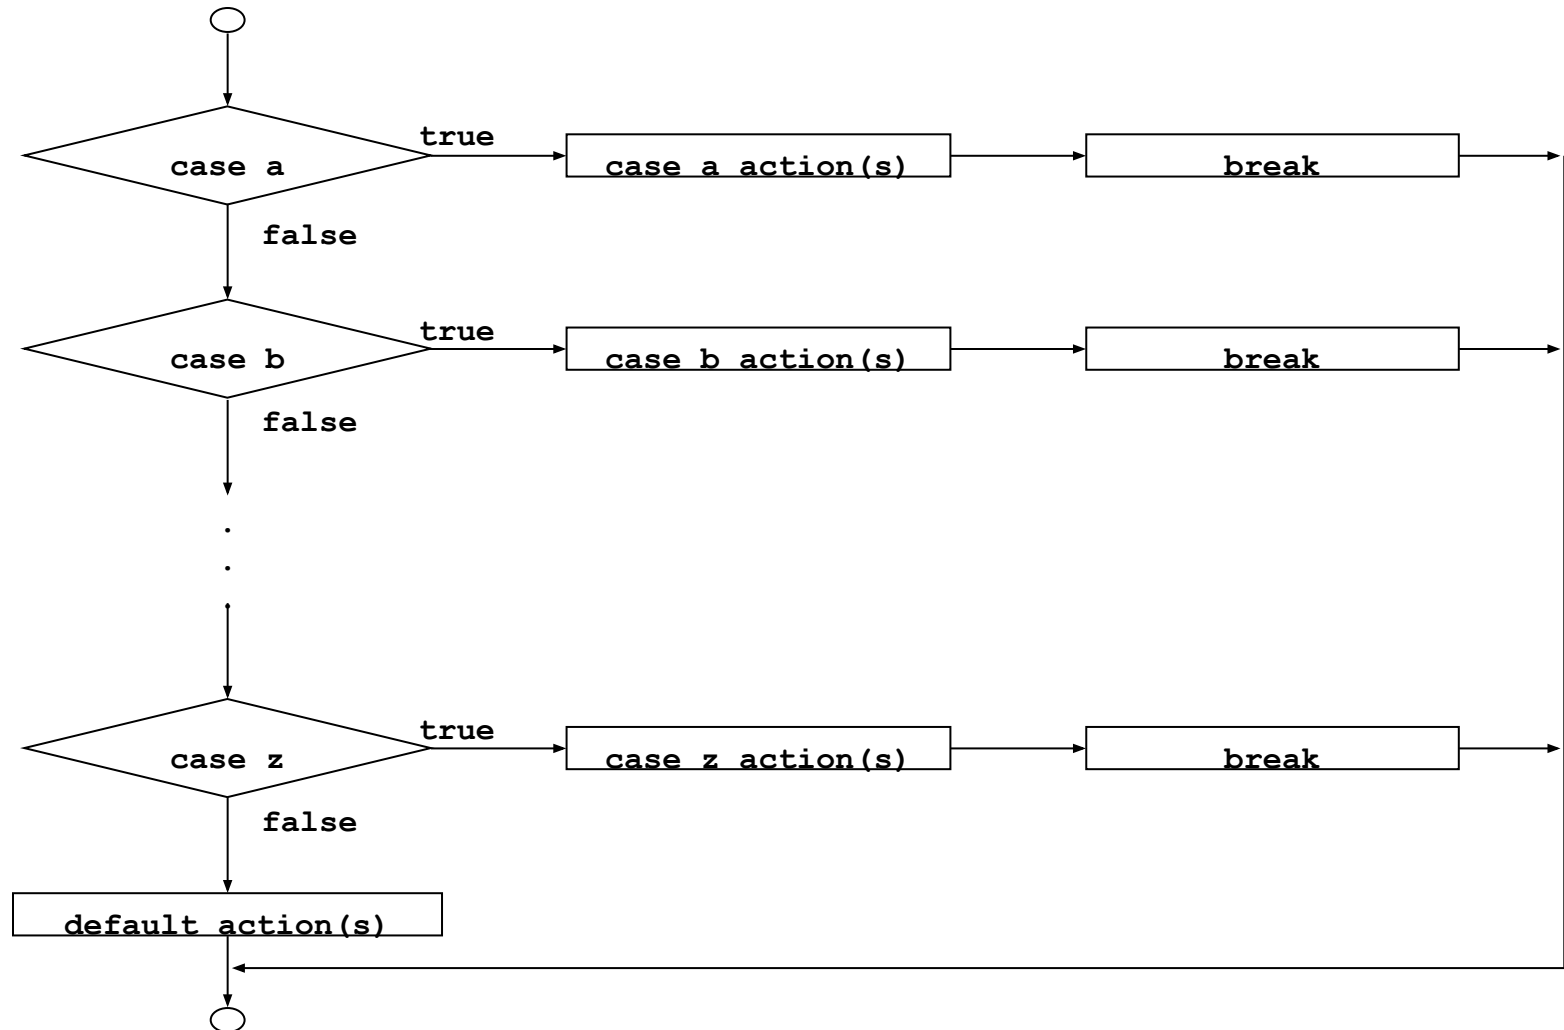 true
case a
case a action(s)
break
false
true
case b
case b action(s)
break
false
.
.
.
true
case z
case z action(s)
break
false
default action(s)